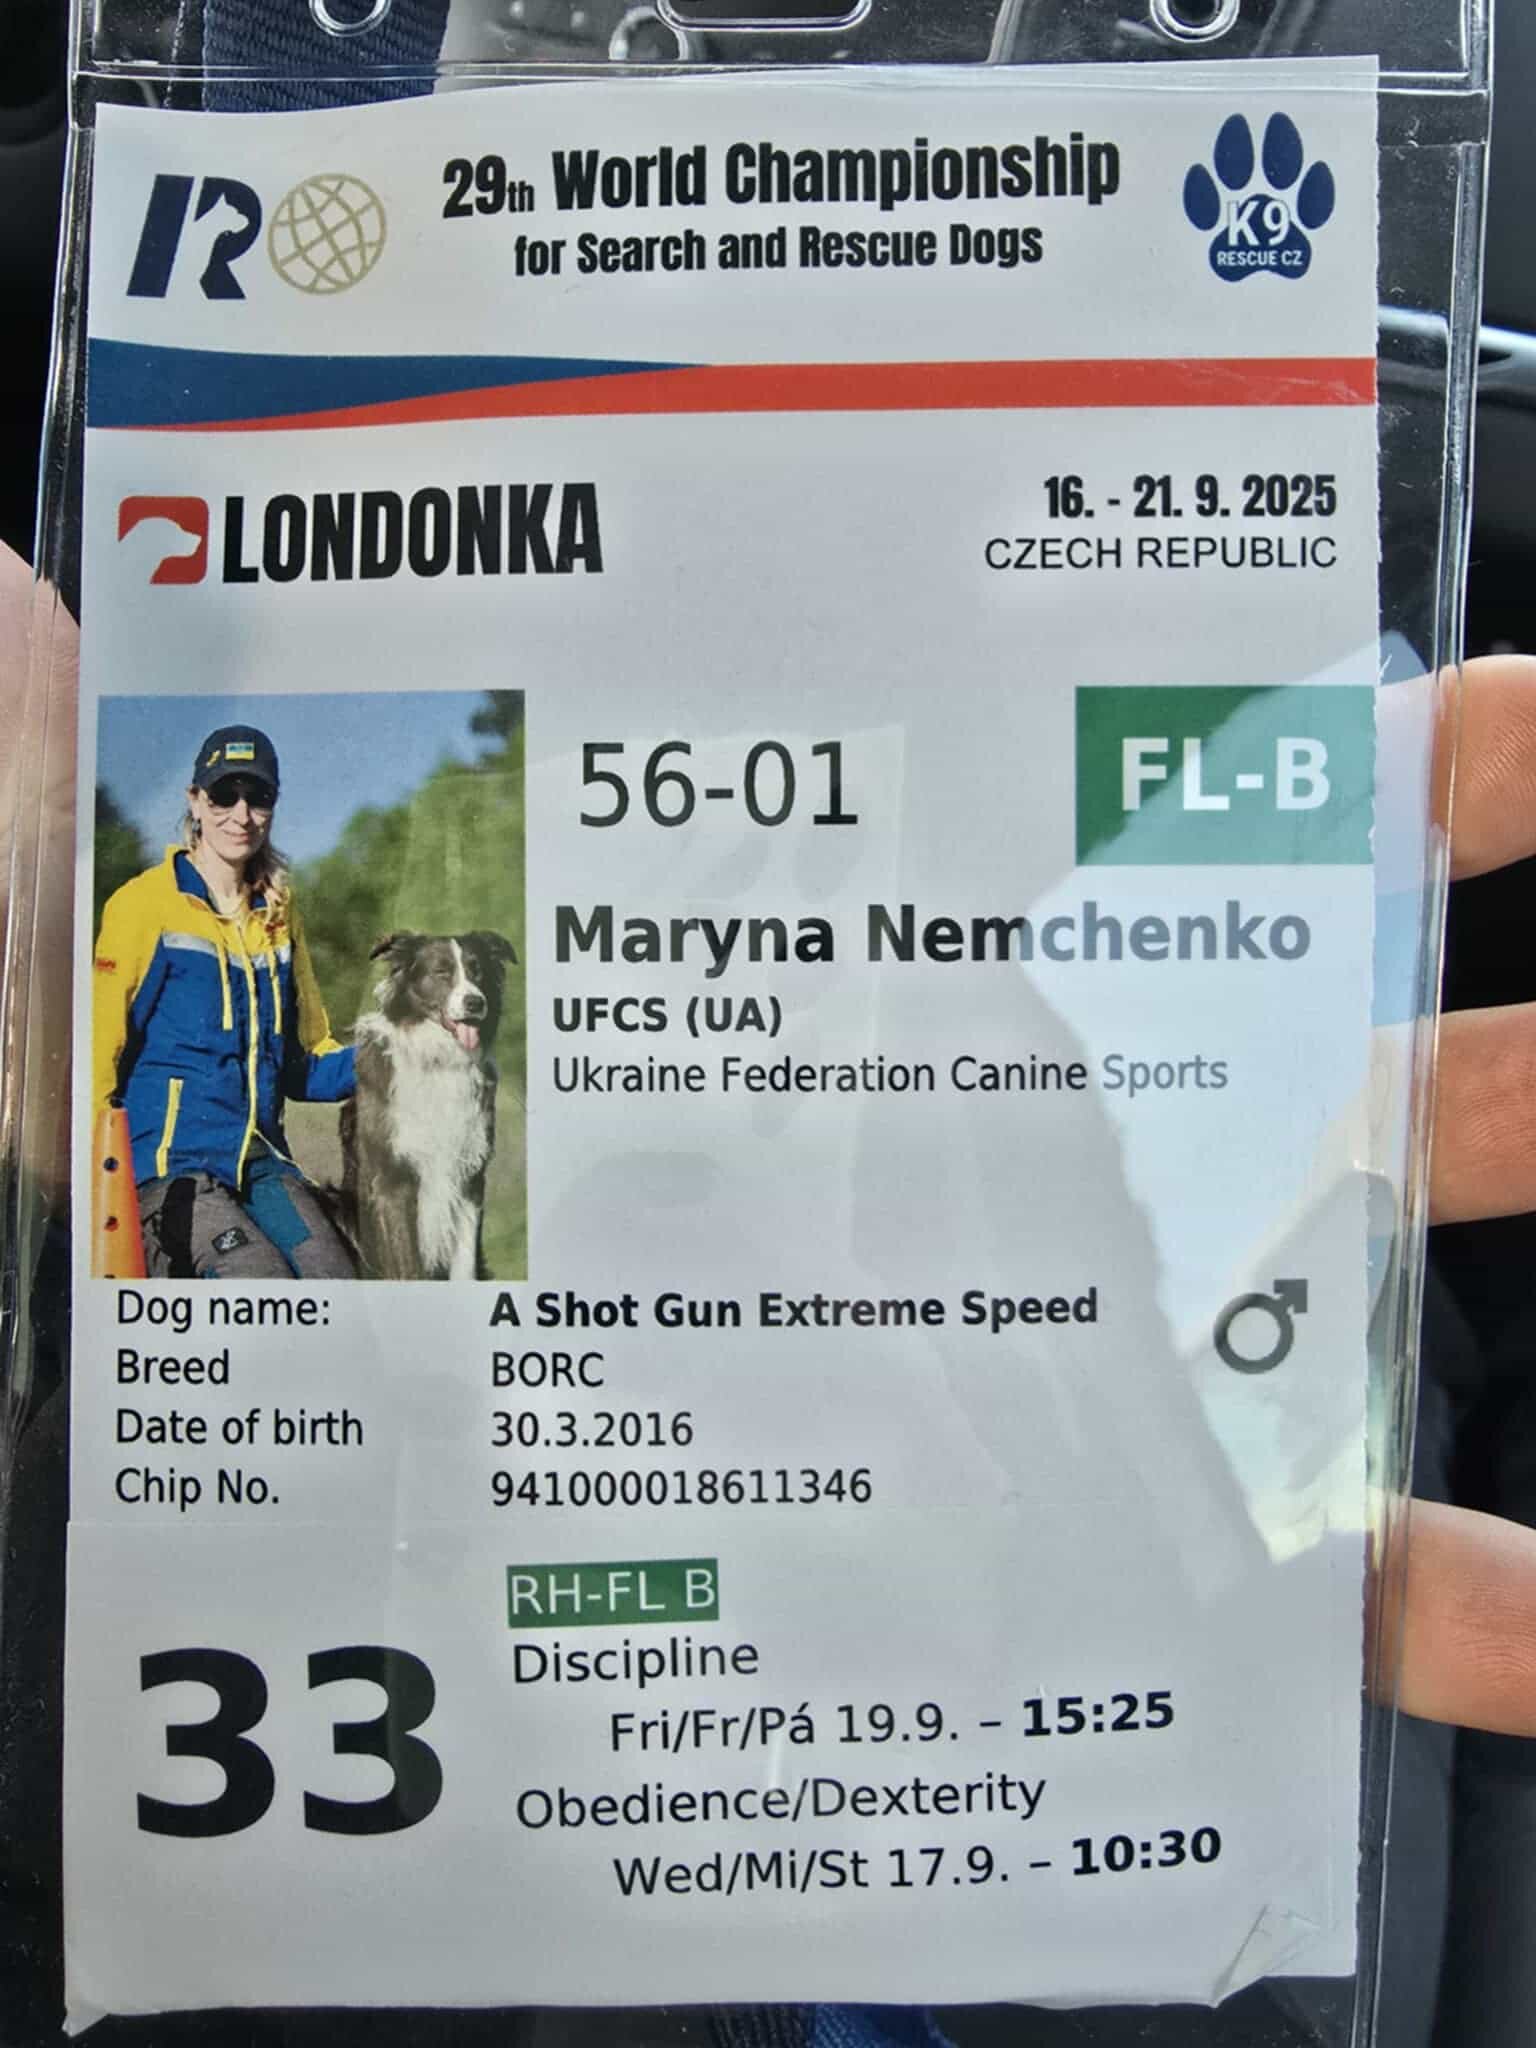 IRO
29th World Championship
for Search and Rescue Dogs
K9
RESCUE CZ
LONDONKA
16. - 21. 9. 2025
CZECH REPUBLIC
56-01
FL-B
Maryna Nemchenko
UFCS (UA)
Ukraine Federation Canine Sports
Dog name: A Shot Gun Extreme Speed
Breed BORC
Date of birth 30.3.2016
Chip No. 941000018611346
33
RH-FL B
Discipline
Fri/Fr/Pá 19.9. – 15:25
Obedience/Dexterity
Wed/Mi/St 17.9. – 10:30